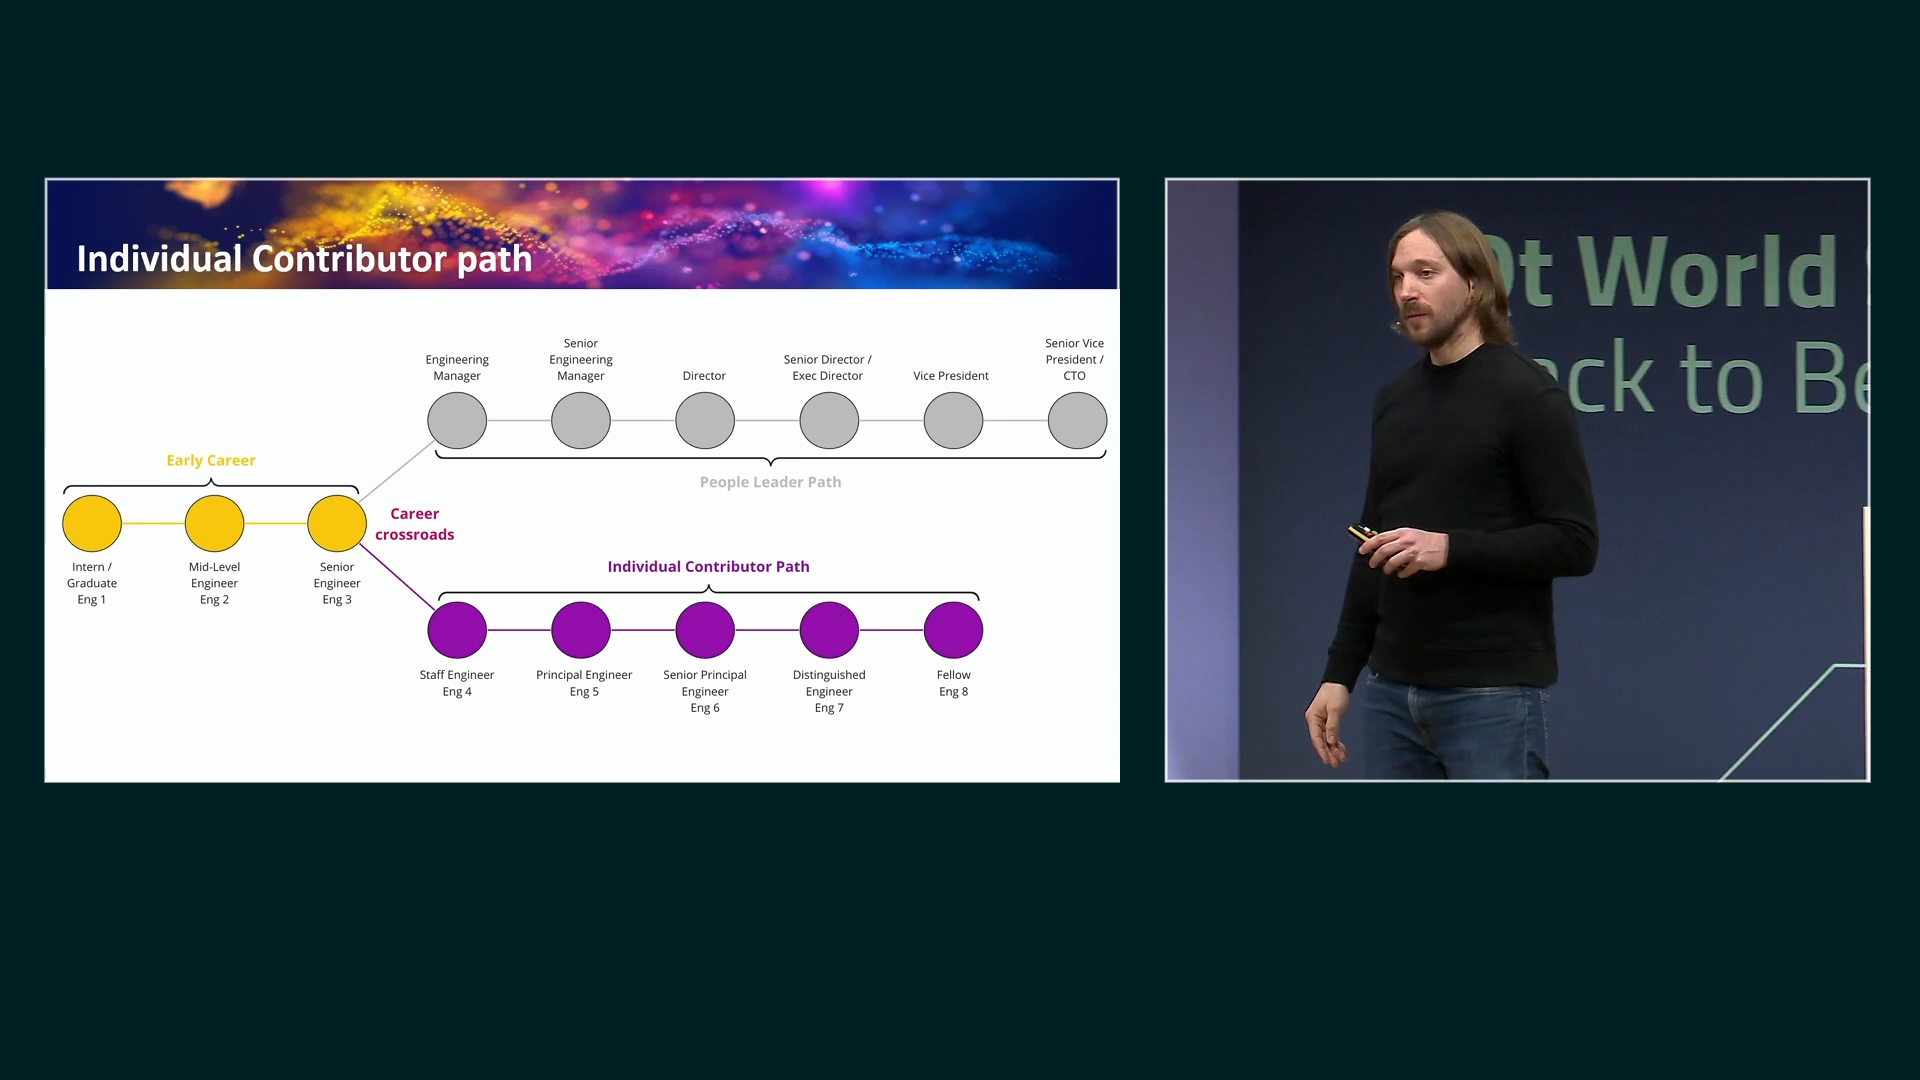 Individual Contributor path
Senior
Engineering
Manager
Engineering
Manager
Director
Senior Director /
Exec Director
Vice President
Senior Vice
President /
CTO
People Leader Path
Early Career
Career
crossroads
Intern /
Graduate
Eng 1
Mid-Level
Engineer
Eng 2
Senior
Engineer
Eng 3
Individual Contributor Path
Staff Engineer
Eng 4
Principal Engineer
Eng 5
Senior Principal
Engineer
Eng 6
Distinguished
Engineer
Eng 7
Fellow
Eng 8
Qt World
to